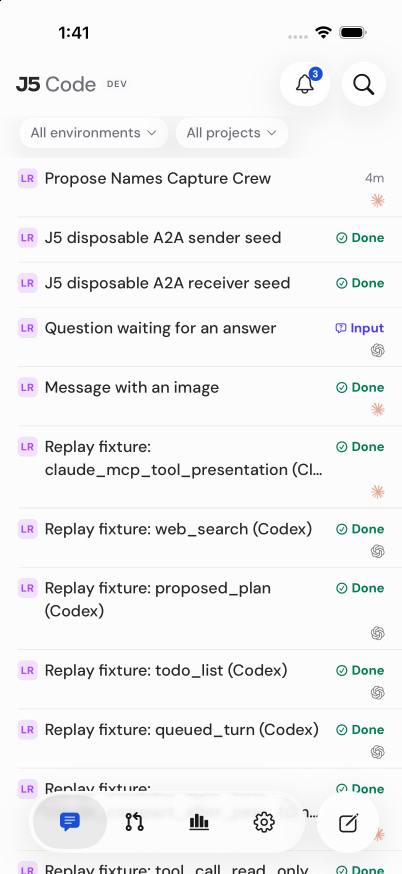 1:41
J5 Code DEV
3
All environments
All projects
LR Propose Names Capture Crew 4m
LR J5 disposable A2A sender seed Done
LR J5 disposable A2A receiver seed Done
LR Question waiting for an answer Input
LR Message with an image Done
LR Replay fixture: Done
claude_mcp_tool_presentation (Cl...
LR Replay fixture: web_search (Codex) Done
LR Replay fixture: proposed_plan Done
(Codex)
LR Replay fixture: todo_list (Codex) Done
LR Replay fixture: queued_turn (Codex) Done
LR Replay fixture: Done
LR Replay fixture: tool_call_read_only Done